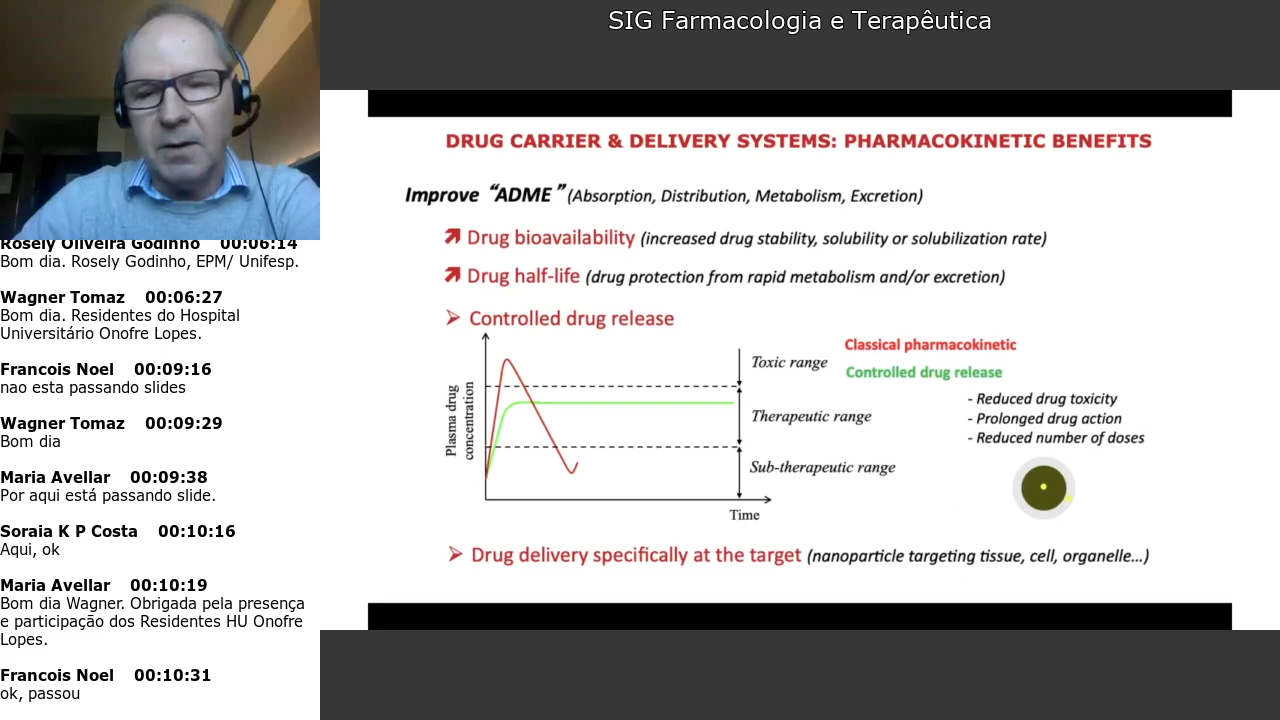 SIG Farmacologia e Terapêutica
Rosely Oliveira Godinho 00:06:14
Bom dia. Rosely Godinho, EPM/ Unifesp.
Wagner Tomaz 00:06:27
Bom dia. Residentes do Hospital
Universitário Onofre Lopes.
Francois Noel 00:09:16
nao esta passando slides
Wagner Tomaz 00:09:29
Bom dia
Maria Avellar 00:09:38
Por aqui está passando slide.
Soraia K P Costa 00:10:16
Aqui, ok
Maria Avellar 00:10:19
Bom dia Wagner. Obrigada pela presença
e participação dos Residentes HU Onofre
Lopes.
Francois Noel 00:10:31
ok, passou
DRUG CARRIER & DELIVERY SYSTEMS: PHARMACOKINETIC BENEFITS
Improve “ADME” (Absorption, Distribution, Metabolism, Excretion)
Drug bioavailability (increased drug stability, solubility or solubilization rate)
Drug half-life (drug protection from rapid metabolism and/or excretion)
Controlled drug release
Plasma drug
concentration
Toxic range
Therapeutic range
Sub-therapeutic range
Time
Classical pharmacokinetic
Controlled drug release
- Reduced drug toxicity
- Prolonged drug action
- Reduced number of doses
Drug delivery specifically at the target (nanoparticle targeting tissue, cell, organelle...)